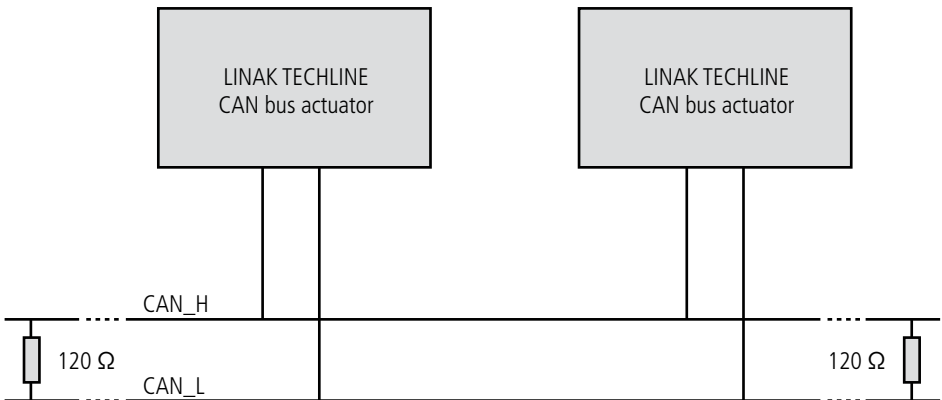 LINAK TECHLINE
CAN bus actuator
LINAK TECHLINE
CAN bus actuator
CAN_H
120 Ω
120 Ω
CAN_L